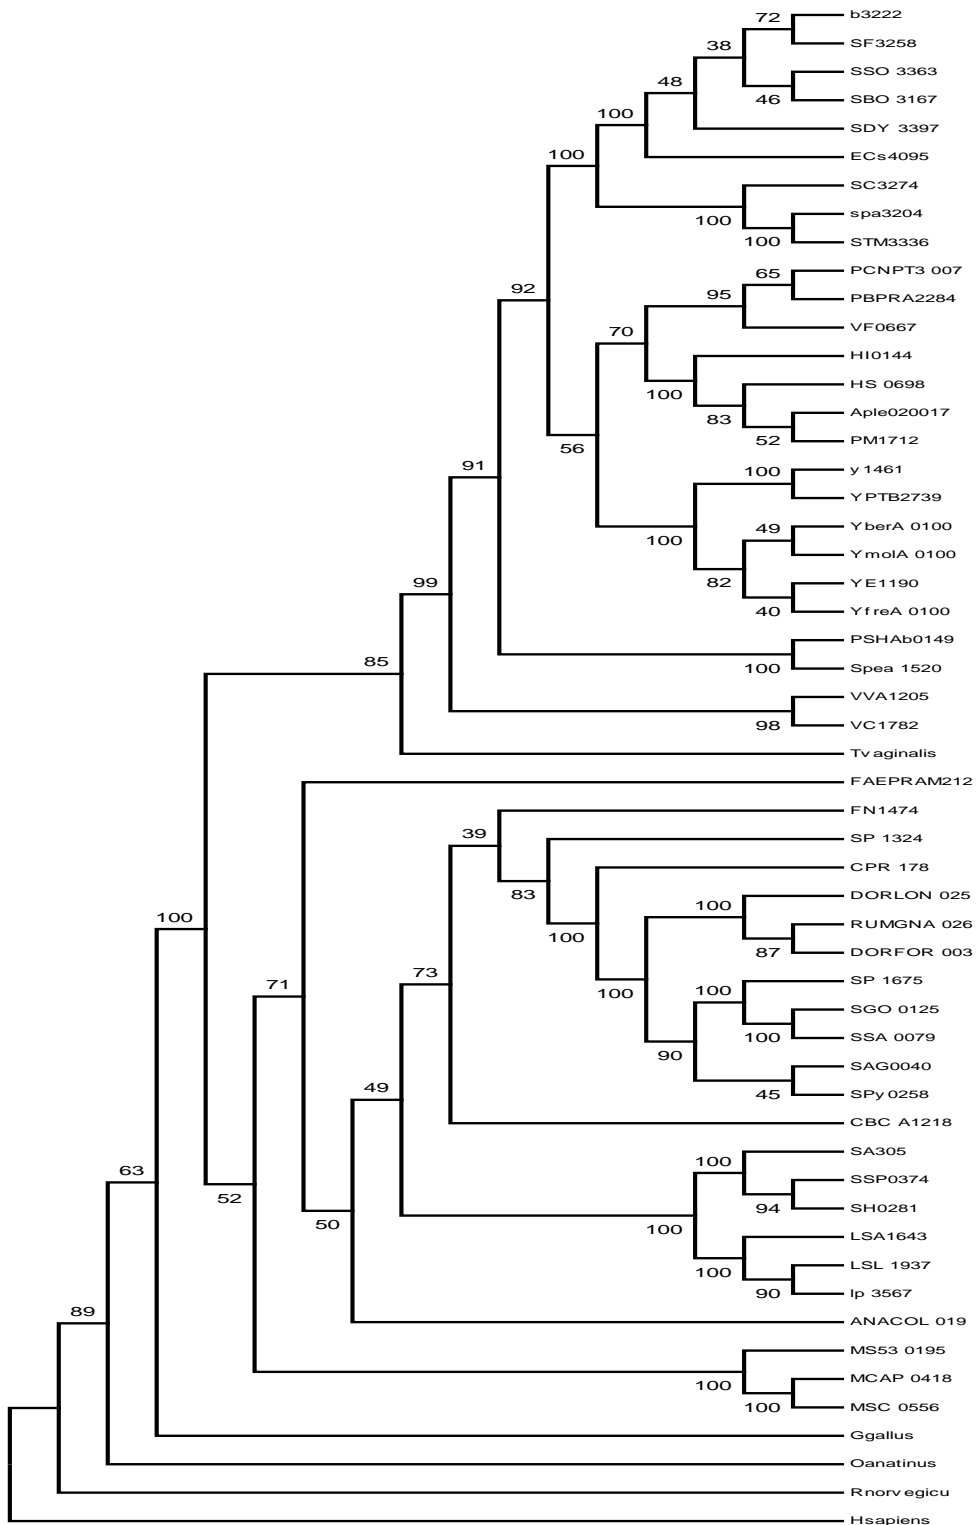 72 b3222
38 SF3258
48 SSO 3363
46 SBO 3167
100 SDY 3397
100 ECs4095
SC3274
100 spa3204
100 STM3336
65 PCNPT3 007
92 95 PBPRA2284
70 VF0667
HI0144
100 HS 0698
83 Aple020017
56 52 PM1712
91 100 y1461
YPTB2739
100 49 YberA 0100
82 YmolA 0100
99 YE1190
40 YfreA 0100
PSHAb0149
85 100 Spea 1520
VVA1205
98 VC1782
Tvaginalis
FAEPRAM212
39 FN1474
SP 1324
83 CPR 178
100 DORLON 025
100 100 RUMGNA 026
87 DORFOR 003
73 100 100 SP 1675
71 SGO 0125
90 100 SSA 0079
SAG0040
49 45 SPy0258
CBC A1218
63 100 SA305
52 SSP0374
50 100 94 SH0281
LSA1643
100 LSL 1937
90 lp 3567
89 ANACOL 019
MS53 0195
100 MCAP 0418
100 MSC 0556
Ggallus
Oanatinus
Rnorvegicu
Hsapiens